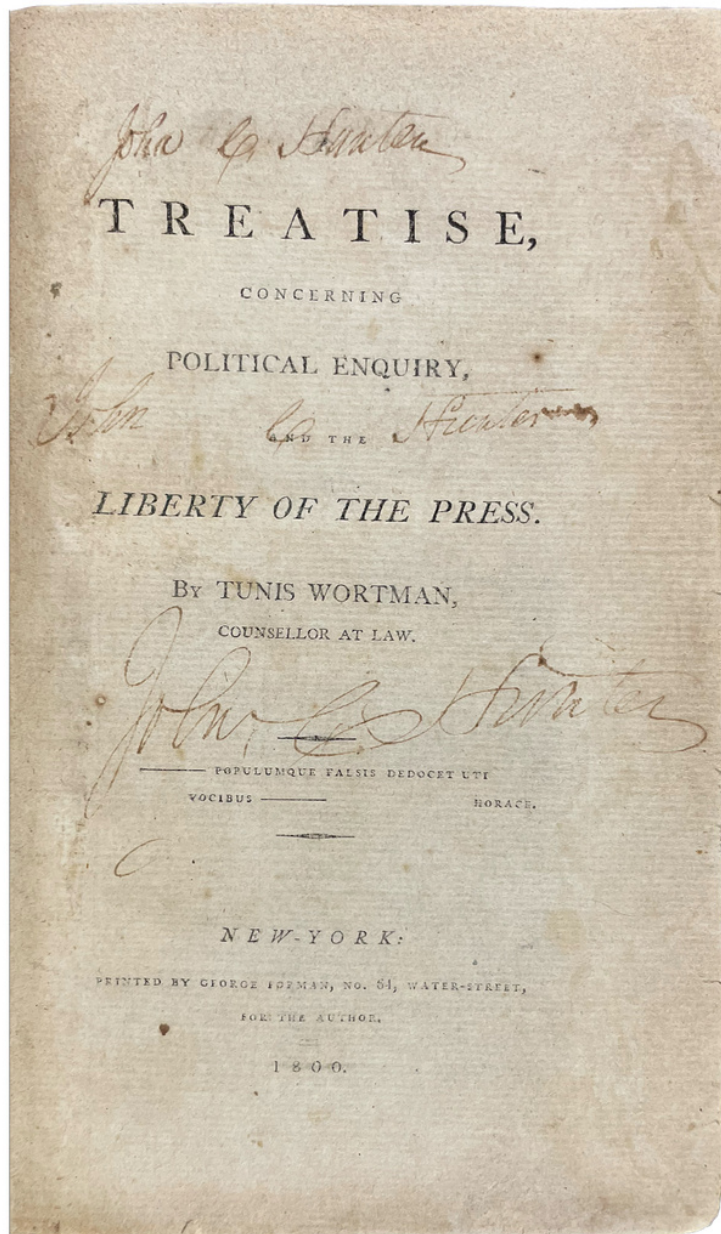 John C. Hunter
TREATISE,
CONCERNING
POLITICAL ENQUIRY,
John C Hunter
AND THE
LIBERTY OF THE PRESS.
BY TUNIS WORTMAN,
COUNSELLOR AT LAW.
John C. Hunter
——— POPULUMQUE FALSIS DEDOCET UTI
VOCIBUS ——— HORACE.
NEW-YORK:
PRINTED BY GEORGE FORMAN, NO. 64, WATER-STREET,
FOR THE AUTHOR.
1800.